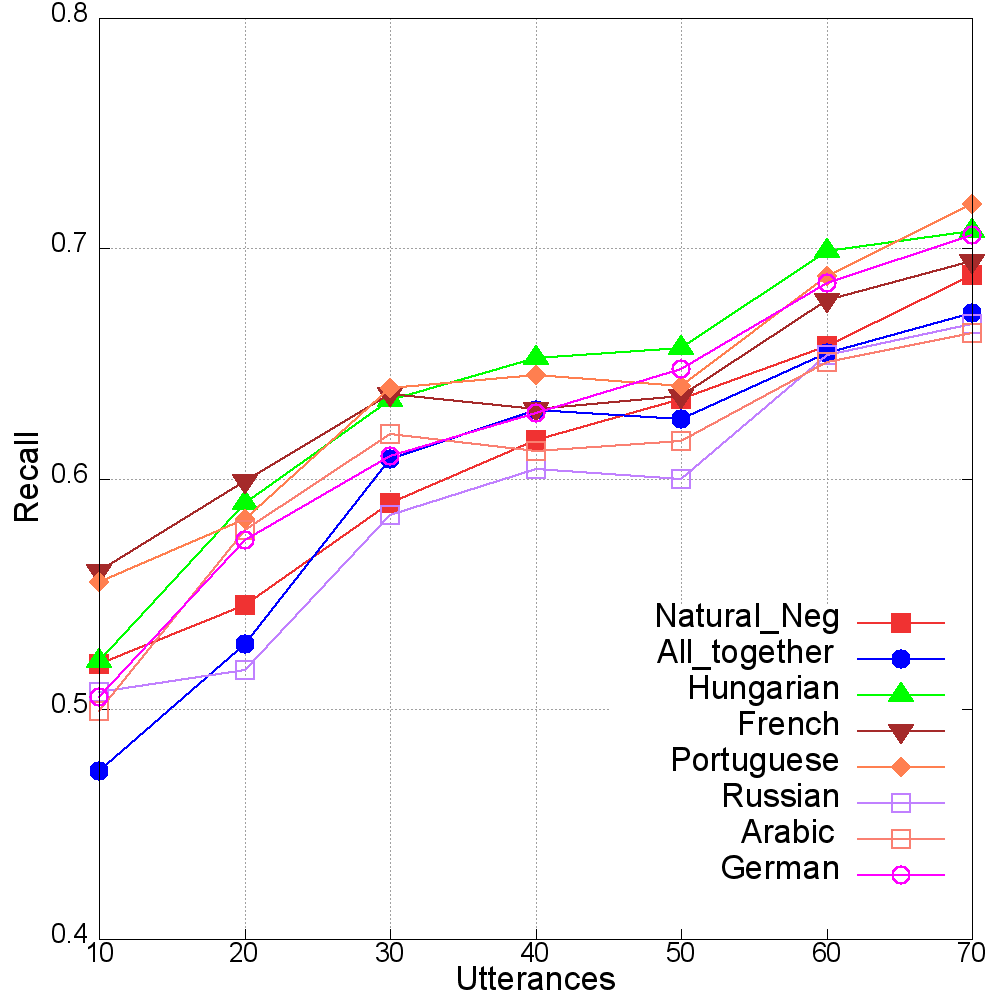 0.8
0.7
0.6
0.5
0.4
Recall
Natural_Neg
All_together
Hungarian
French
Portuguese
Russian
Arabic
German
10 20 30 40 50 60 70
Utterances